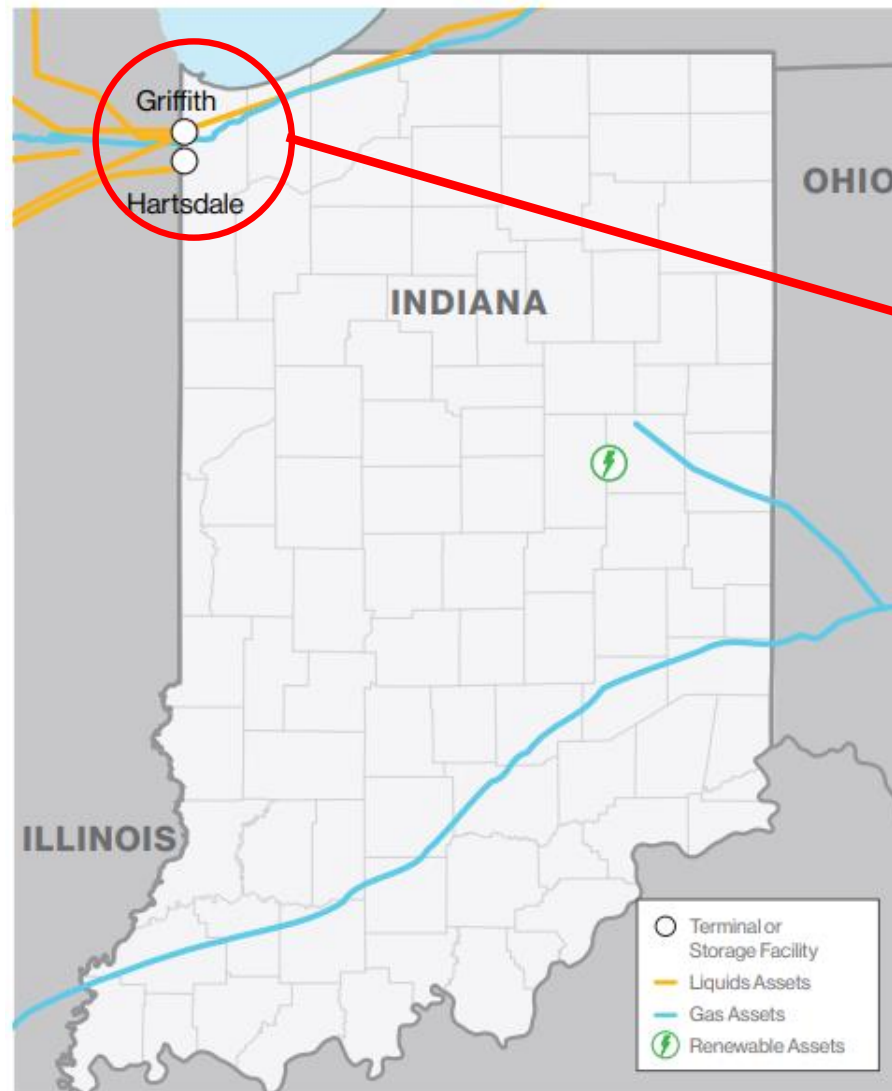 Griffith
Hartsdale
OHIO
INDIANA
ILLINOIS
Terminal or
Storage Facility
Liquids Assets
Gas Assets
Renewable Assets